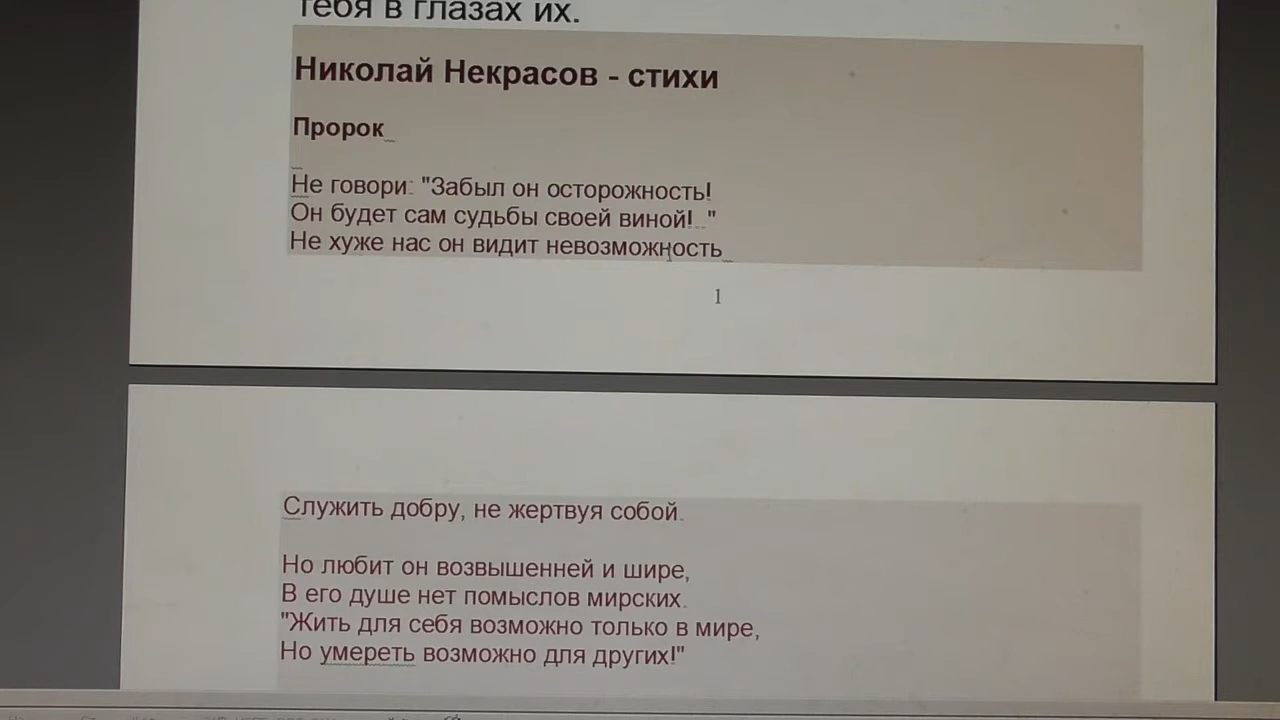 тебя в глазах их.
Николай Некрасов - стихи
Пророк
Не говори: "Забыл он осторожность!
Он будет сам судьбы своей виной!.."
Не хуже нас он видит невозможность
1
Служить добру, не жертвуя собой.
Но любит он возвышенней и шире,
В его душе нет помыслов мирских.
"Жить для себя возможно только в мире,
Но умереть возможно для других!"